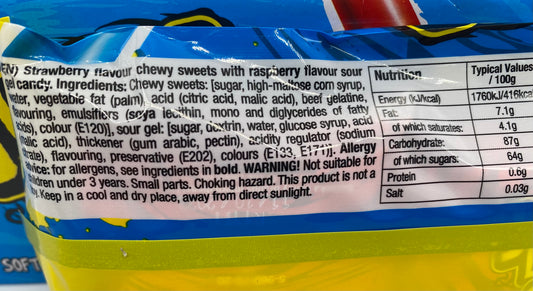 EN) Strawberry flavour chewy sweets with raspberry flavour sour
gel candy. Ingredients: Chewy sweets: [sugar, high-maltose corn syrup,
water, vegetable fat (palm), acid (citric acid, malic acid), beef gelatine,
flavouring, emulsifiers (soya lecithin, mono and diglycerides of fatty
acids), colour (E120)], sour gel: [sugar, dextrin, water, glucose syrup, acid
malic acid), thickener (gum arabic, pectin), acidity regulator (sodium
citrate), flavouring, preservative (E202), colours (E133, E171)]. Allergy
advice: for allergens, see ingredients in bold. WARNING! Not suitable for
children under 3 years. Small parts. Choking hazard. This product is not a
toy. Keep in a cool and dry place, away from direct sunlight.
Nutrition Typical Values
/ 100g
Energy (kJ/kcal) 1760kJ/416kca
Fat: 7.1g
of which saturates: 4.1g
Carbohydrate: 87g
of which sugars: 64g
Protein 0.6g
Salt 0.03g
SOFT